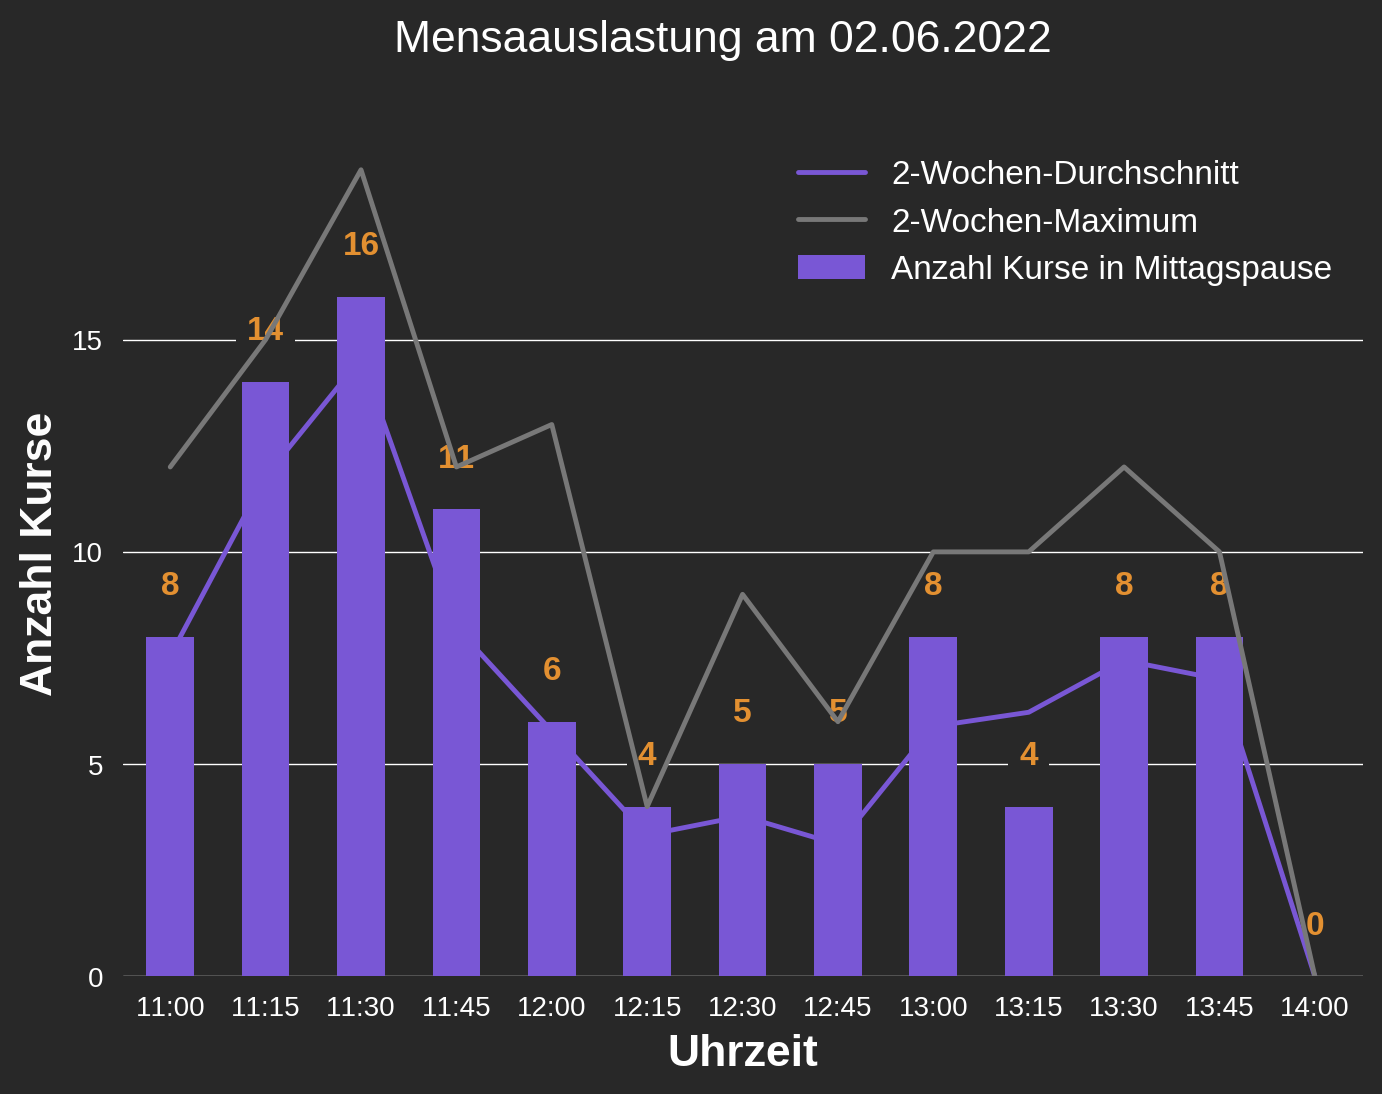 Mensaauslastung am 02.06.2022
2-Wochen-Durchschnitt
2-Wochen-Maximum
Anzahl Kurse in Mittagspause
Anzahl Kurse
15
10
5
0
8
14
16
11
6
4
5
5
8
4
8
8
0
11:00 11:15 11:30 11:45 12:00 12:15 12:30 12:45 13:00 13:15 13:30 13:45 14:00
Uhrzeit